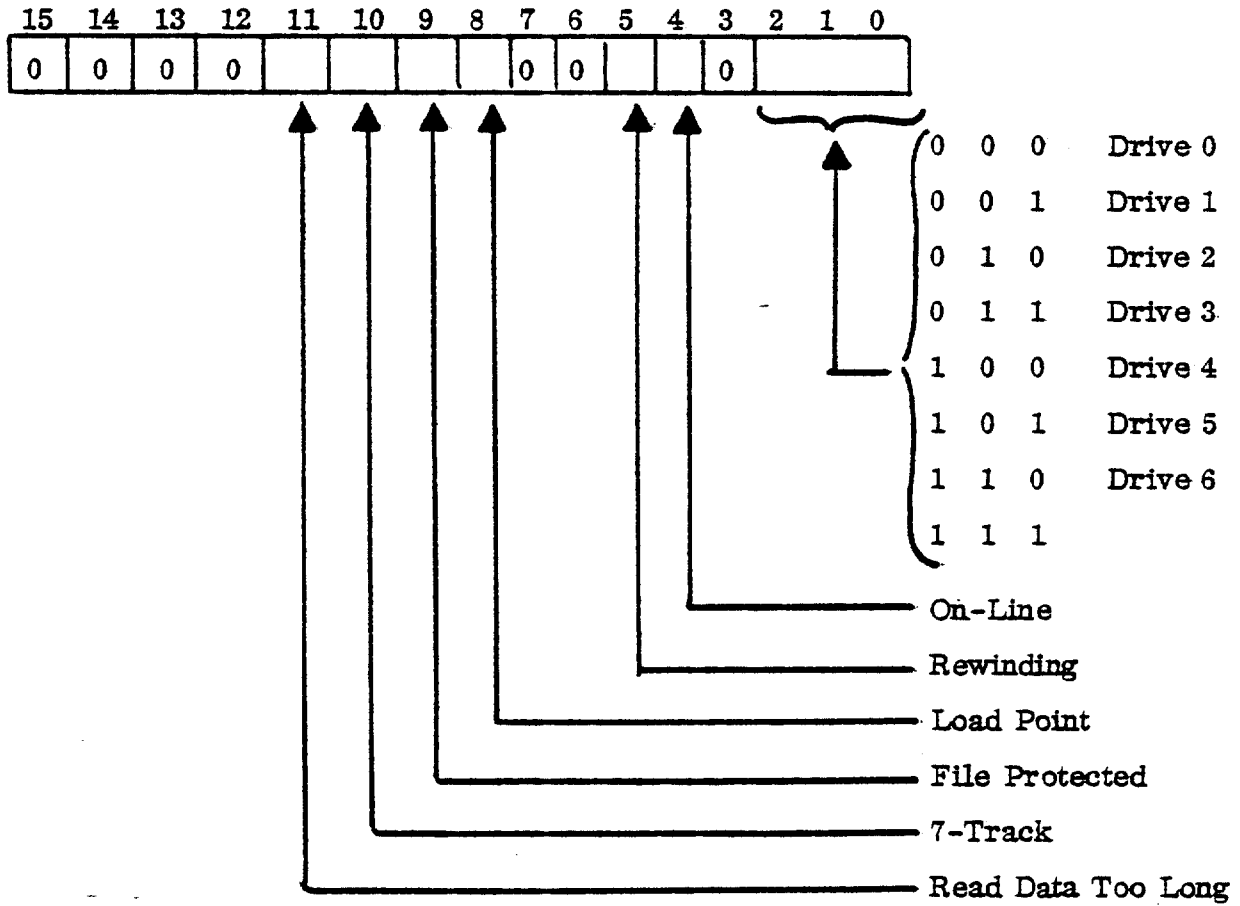 15 14 13 12 11 10 9 8 7 6 5 4 3 2 1 0
0 0 0 0 0 0 0
0 0 0 Drive 0
0 0 1 Drive 1
0 1 0 Drive 2
0 1 1 Drive 3
1 0 0 Drive 4
1 0 1 Drive 5
1 1 0 Drive 6
1 1 1
On-Line
Rewinding
Load Point
File Protected
7-Track
Read Data Too Long